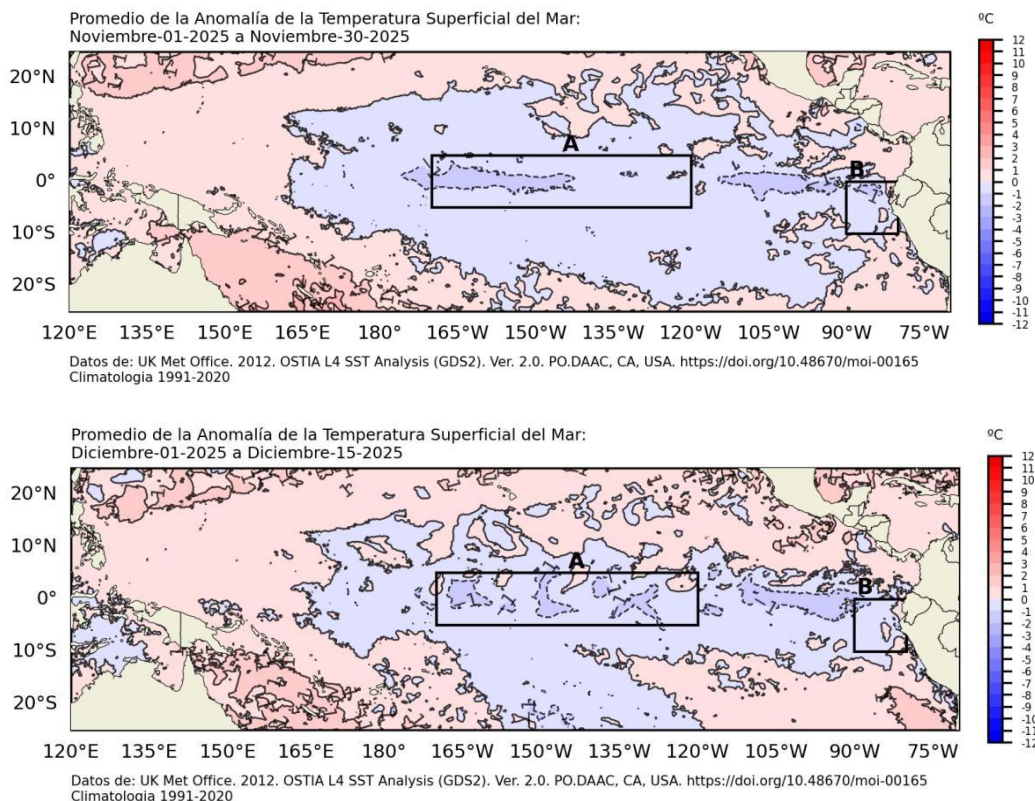 Promedio de la Anomalía de la Temperatura Superficial del Mar:
Noviembre-01-2025 a Noviembre-30-2025
ºC
20°N
10°N
0°
10°S
20°S
A
B
12
11
10
9
8
7
6
5
4
3
2
1
0
-1
-2
-3
-4
-5
-6
-7
-8
-9
-10
-11
-12
120°E 135°E 150°E 165°E 180° 165°W 150°W 135°W 120°W 105°W 90°W 75°W
Datos de: UK Met Office. 2012. OSTIA L4 SST Analysis (GDS2). Ver. 2.0. PO.DAAC, CA, USA. https://doi.org/10.48670/moi-00165
Climatologia 1991-2020
Promedio de la Anomalía de la Temperatura Superficial del Mar:
Diciembre-01-2025 a Diciembre-15-2025
ºC
20°N
10°N
0°
10°S
20°S
A
B
12
11
10
9
8
7
6
5
4
3
2
1
0
-1
-2
-3
-4
-5
-6
-7
-8
-9
-10
-11
-12
120°E 135°E 150°E 165°E 180° 165°W 150°W 135°W 120°W 105°W 90°W 75°W
Datos de: UK Met Office. 2012. OSTIA L4 SST Analysis (GDS2). Ver. 2.0. PO.DAAC, CA, USA. https://doi.org/10.48670/moi-00165
Climatologia 1991-2020